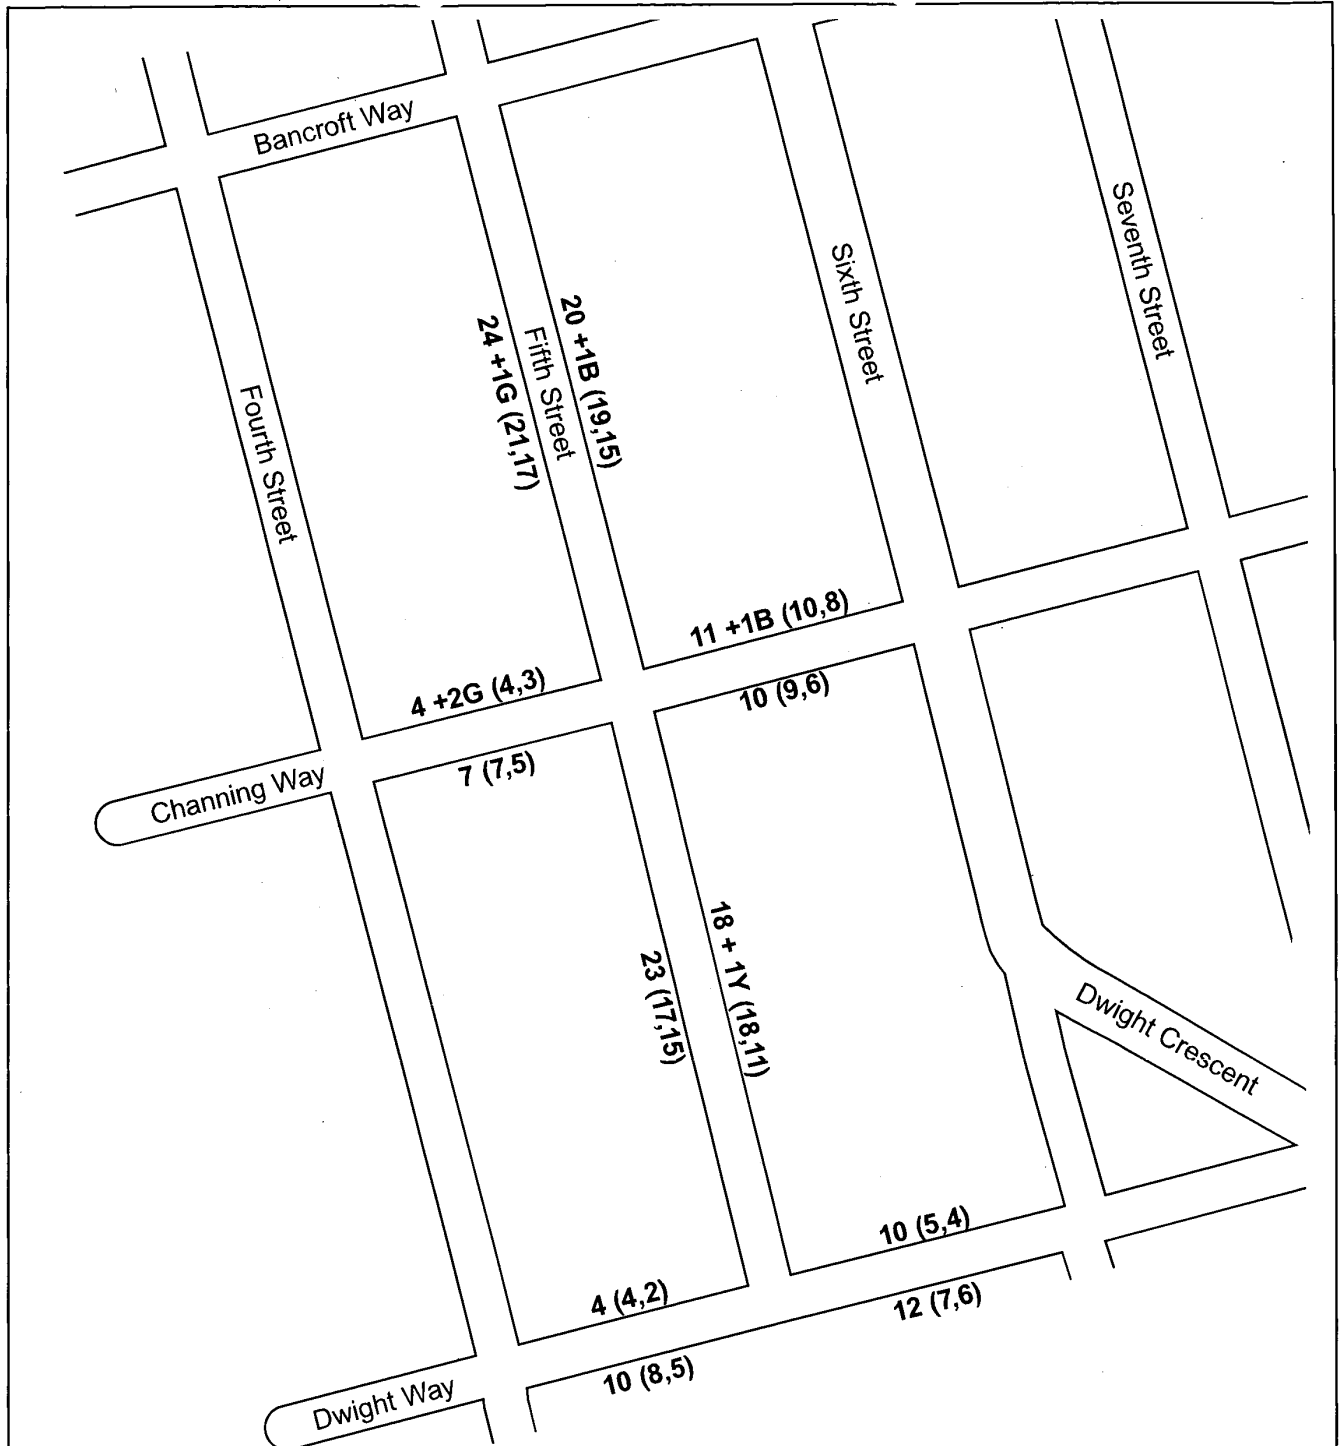 Bancroft Way
Seventh Street
Sixth Street
20 +1B (19,15)
Fifth Street
24 +1G (21,17)
Fourth Street
11 +1B (10,8)
4 +2G (4,3)
10 (9,6)
7 (7,5)
Channing Way
18 + 1Y (18,11)
23 (17,15)
Dwight Crescent
10 (5,4)
4 (4,2)
12 (7,6)
10 (8,5)
Dwight Way